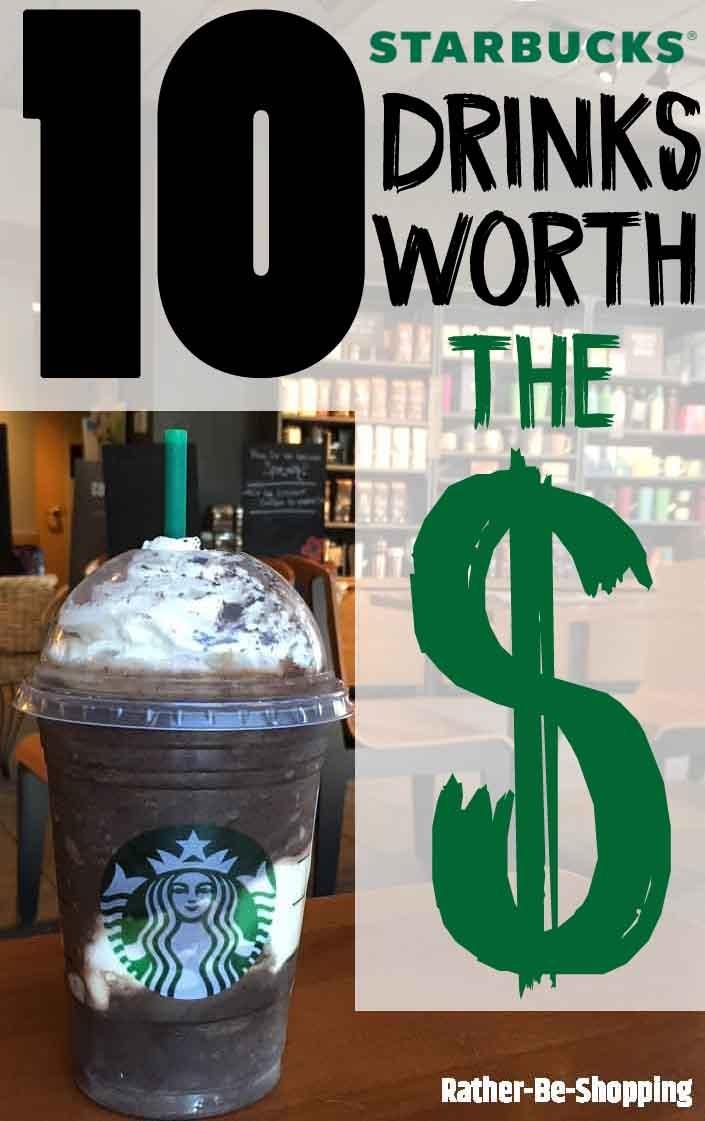 10
STARBUCKS®
DRINKS
WORTH
THE
$
Rather-Be-Shopping